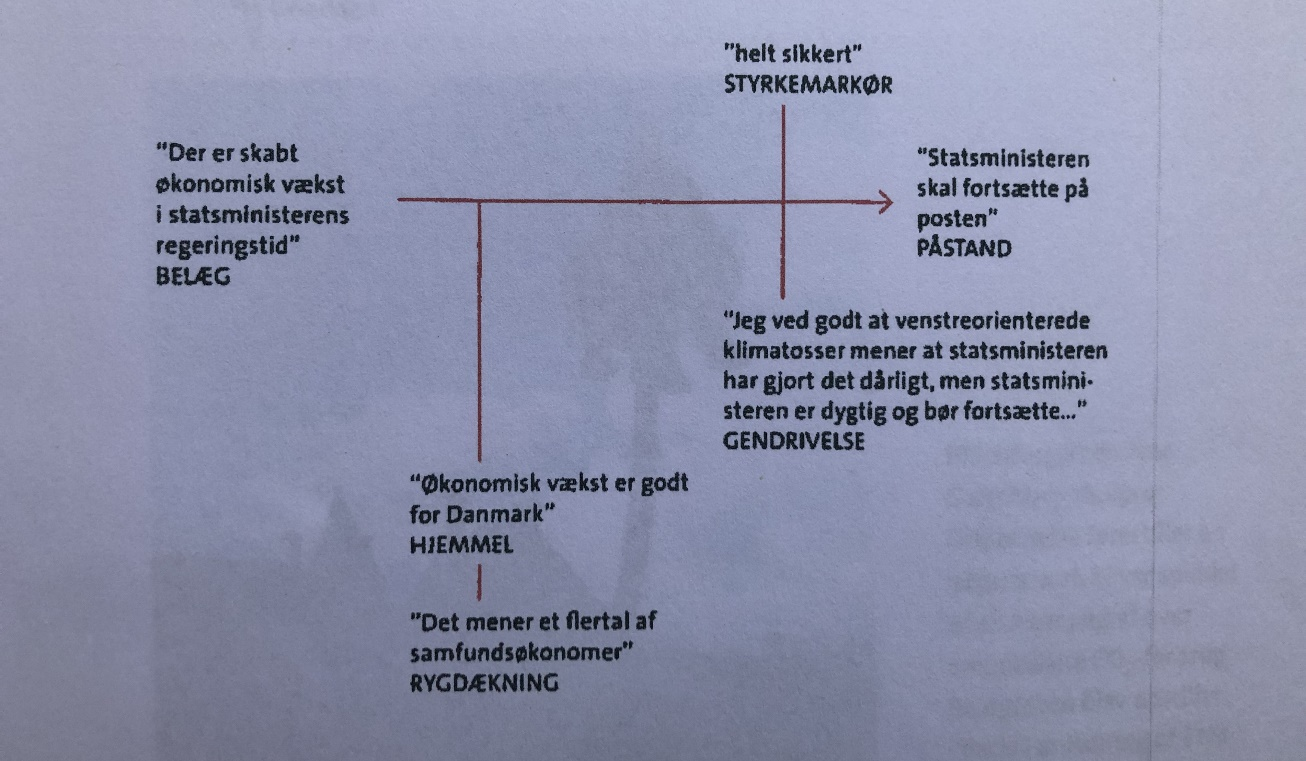 "helt sikkert"
STYRKEMARKØR
"Der er skabt
økonomisk vækst
i statsministerens
regeringstid"
BELÆG
"Statsministeren
skal fortsætte på
posten"
PÅSTAND
"Jeg ved godt at venstreorienterede
klimatosser mener at statsministeren
har gjort det dårligt, men statsmini-
steren er dygtig og bør fortsætte..."
GENDRIVELSE
"Økonomisk vækst er godt
for Danmark"
HJEMMEL
"Det mener et flertal af
samfundsøkonomer"
RYGDÆKNING